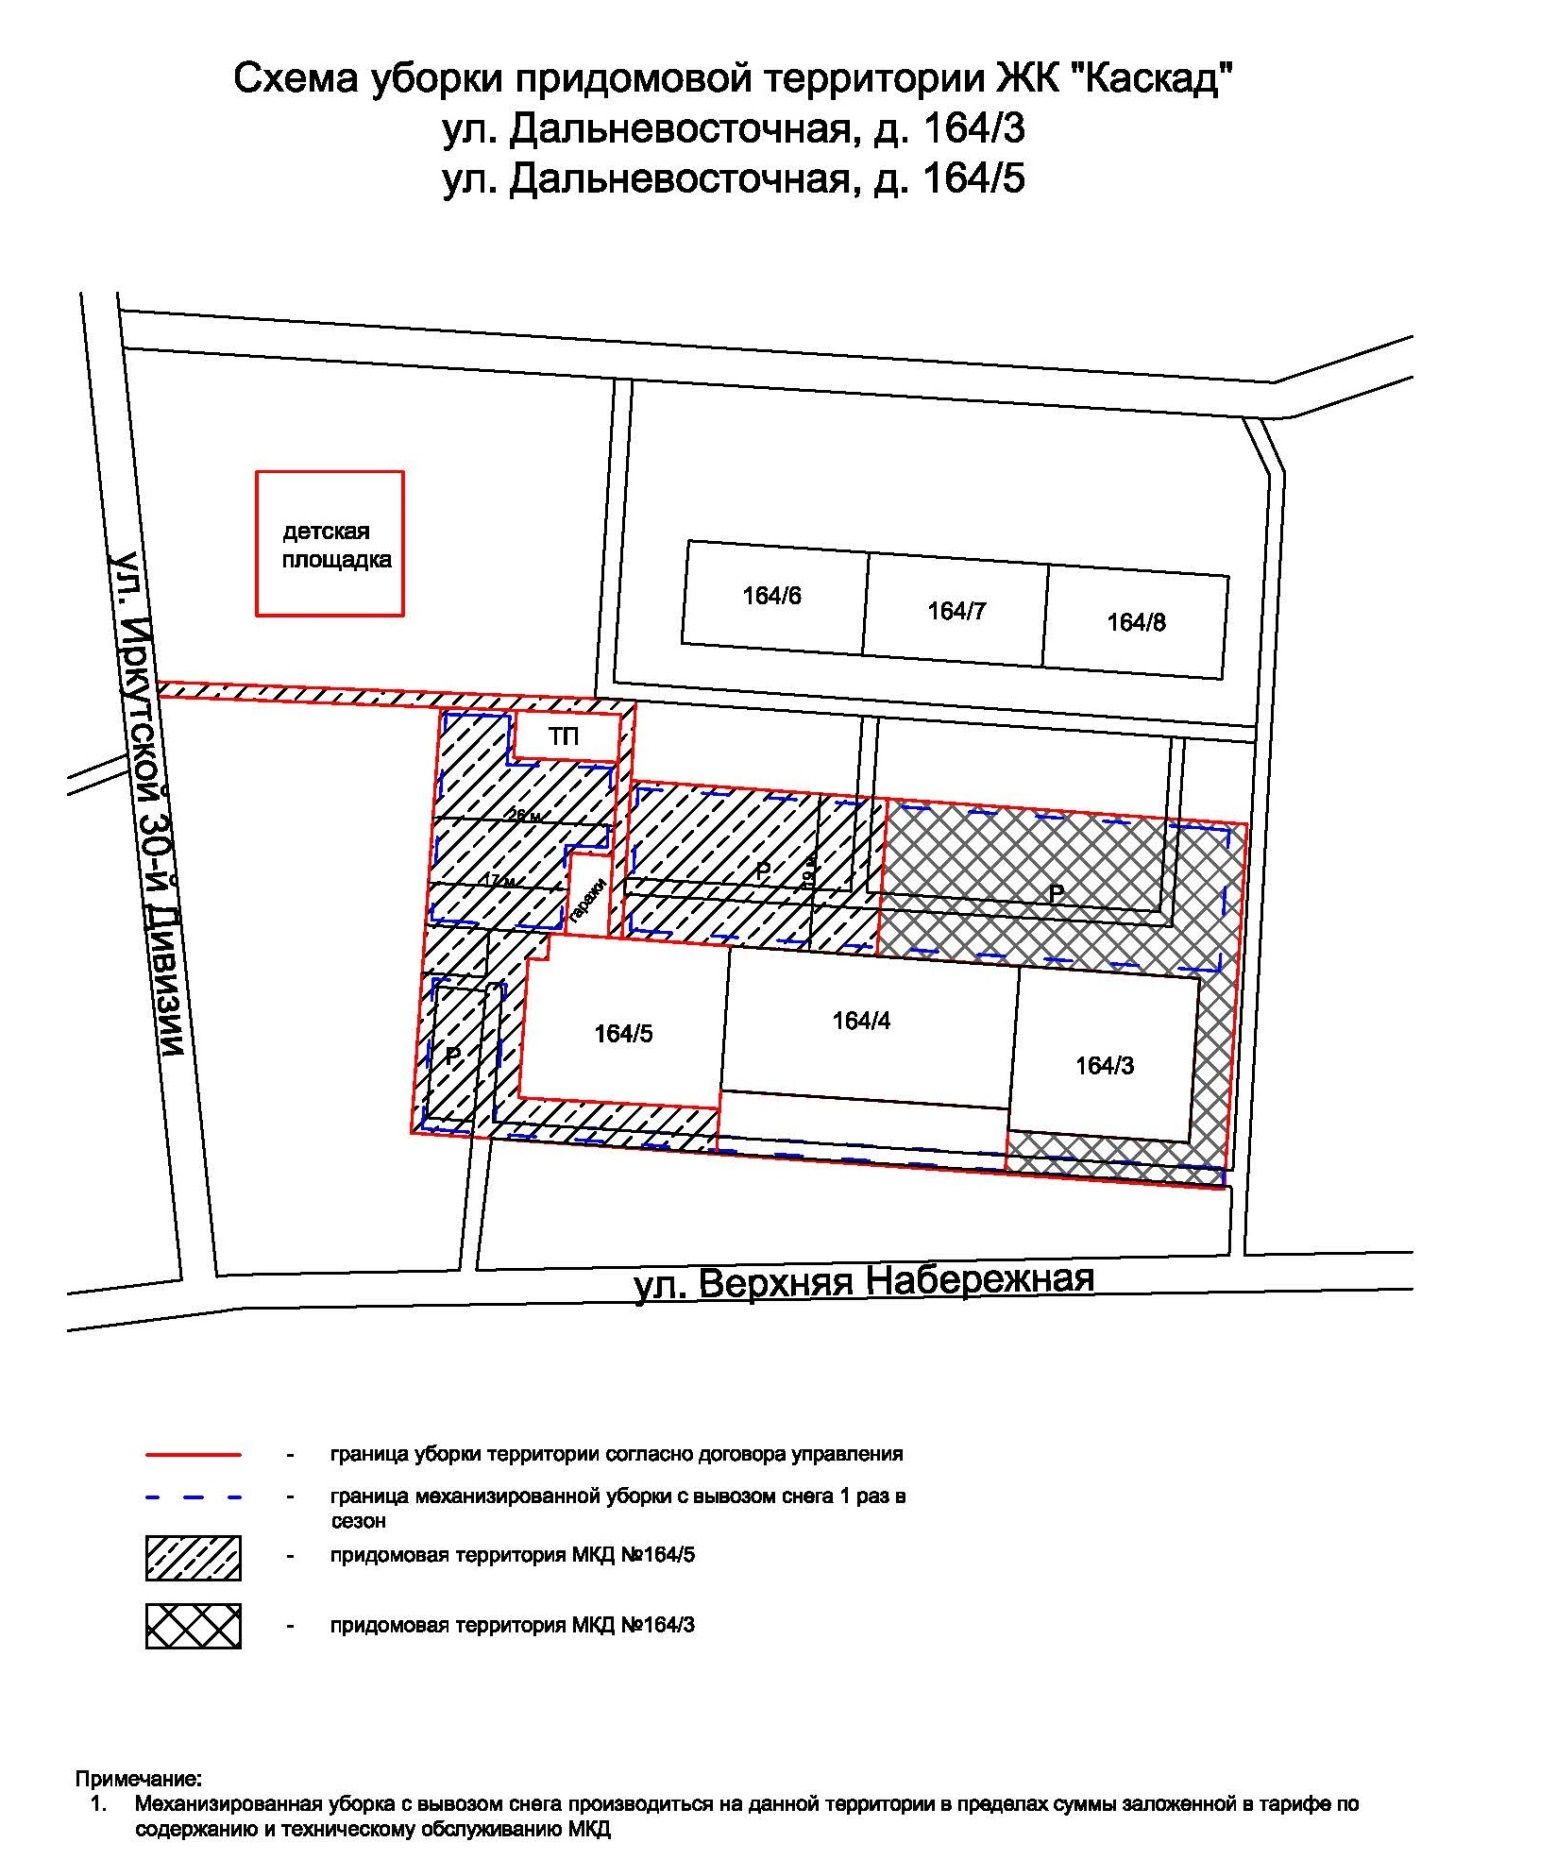 Схема уборки придомовой территории ЖК "Каскад"
ул. Дальневосточная, д. 164/3
ул. Дальневосточная, д. 164/5
детская
площадка
ул. Иркутской 30-й Дивизии
164/6
164/7
164/8
ТП
26 м
17 м
гаражи
Р
19 м
Р
Р
164/5
164/4
164/3
ул. Верхняя Набережная
- граница уборки территории согласно договора управления
- граница механизированной уборки с вывозом снега 1 раз в
сезон
- придомовая территория МКД №164/5
- придомовая территория МКД №164/3
Примечание:
1. Механизированная уборка с вывозом снега производиться на данной территории в пределах суммы заложенной в тарифе по
содержанию и техническому обслуживанию МКД